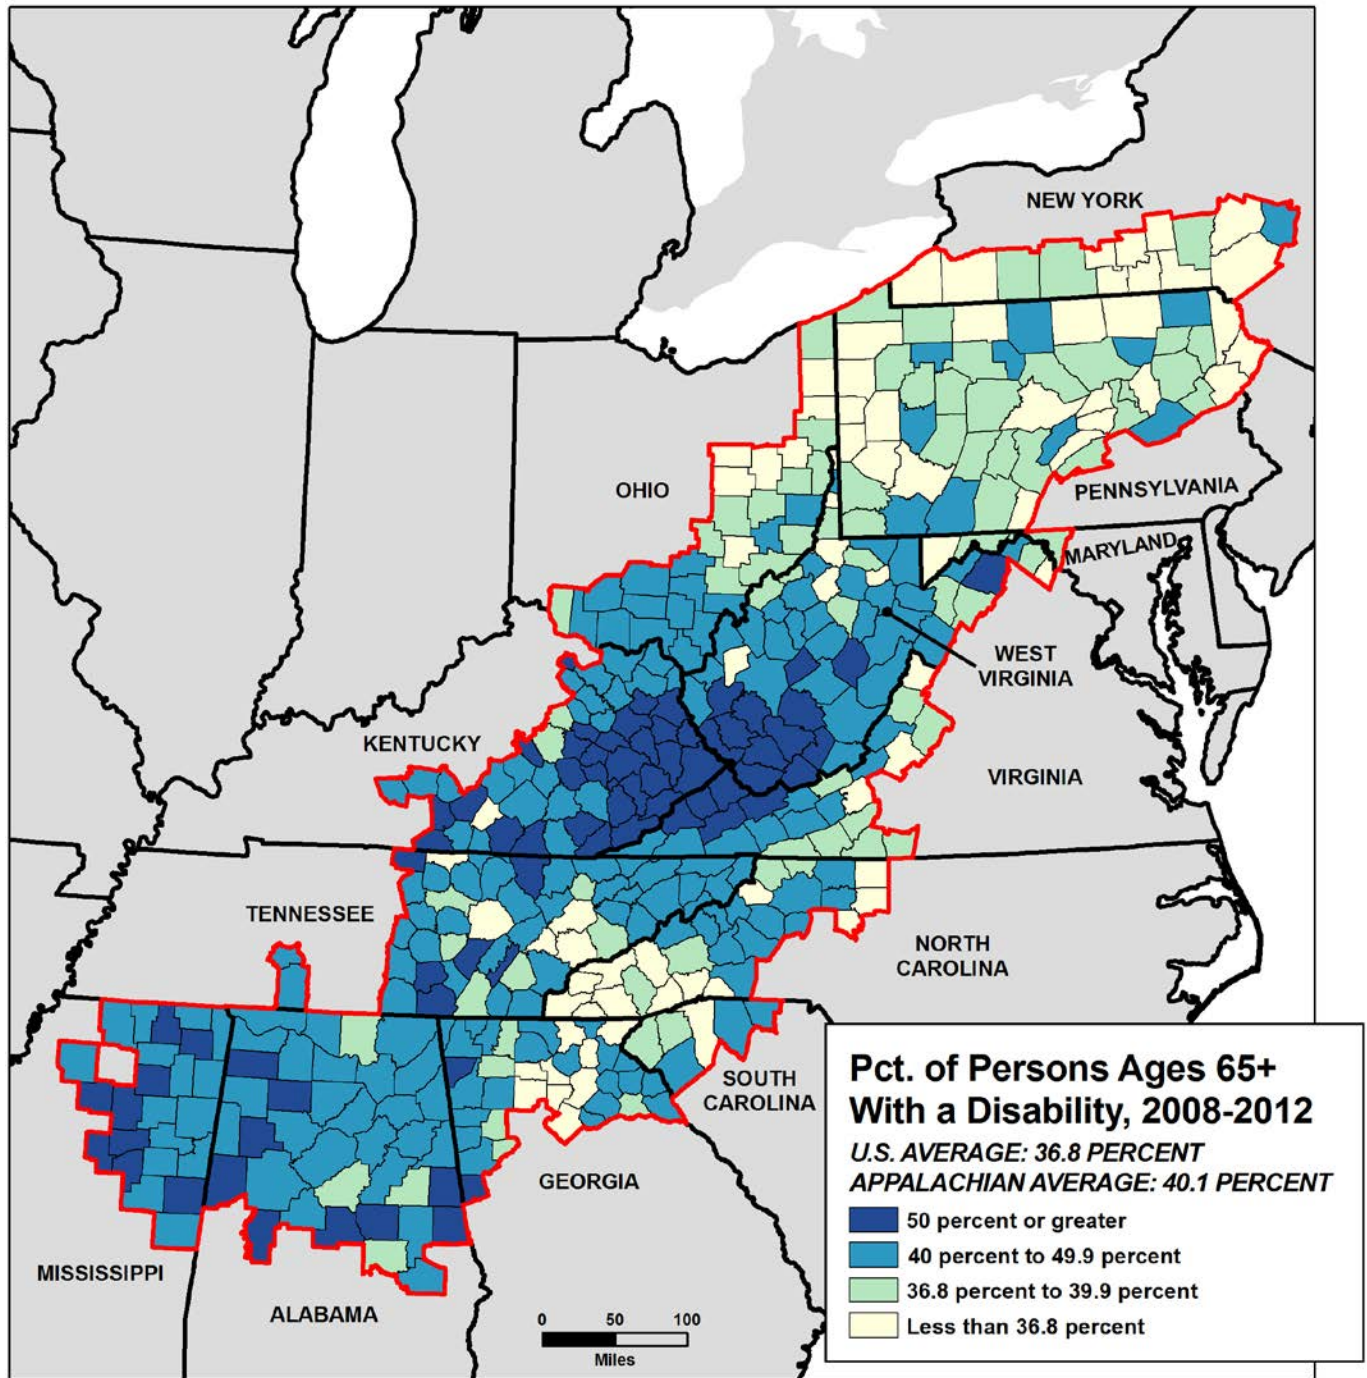 NEW YORK
OHIO
PENNSYLVANIA
MARYLAND
WEST
VIRGINIA
KENTUCKY
VIRGINIA
TENNESSEE
NORTH
CAROLINA
SOUTH
CAROLINA
GEORGIA
MISSISSIPPI
ALABAMA
0 50 100
Miles
Pct. of Persons Ages 65+
With a Disability, 2008-2012
U.S. AVERAGE: 36.8 PERCENT
APPALACHIAN AVERAGE: 40.1 PERCENT
50 percent or greater
40 percent to 49.9 percent
36.8 percent to 39.9 percent
Less than 36.8 percent